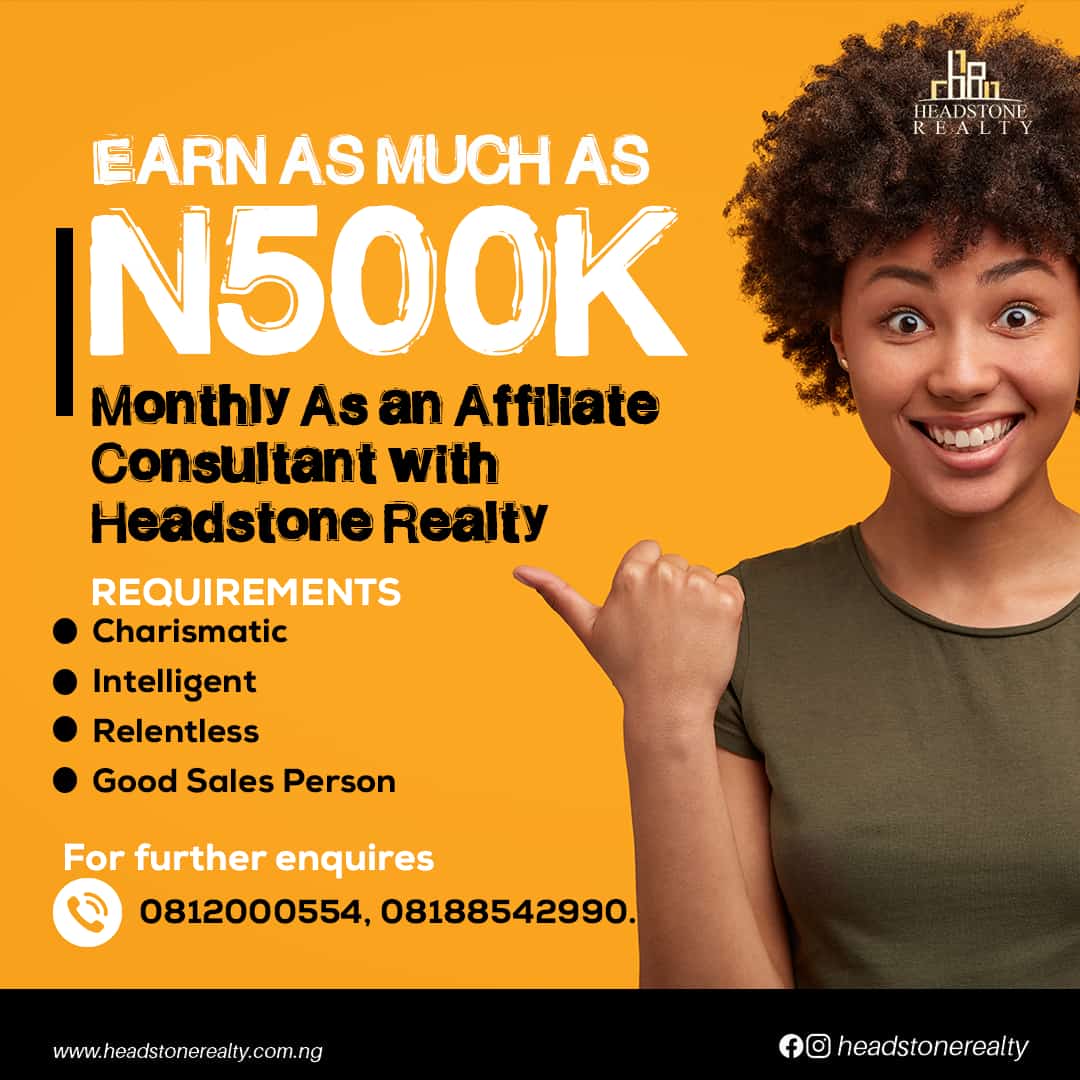 HEADSTONE
REALTY
EARN AS MUCH AS
N500K
Monthly As an Affiliate
Consultant with
Headstone Realty
REQUIREMENTS
Charismatic
Intelligent
Relentless
Good Sales Person
For further enquires
0812000554, 08188542990.
www.headstonerealty.com.ng
headstonerealty